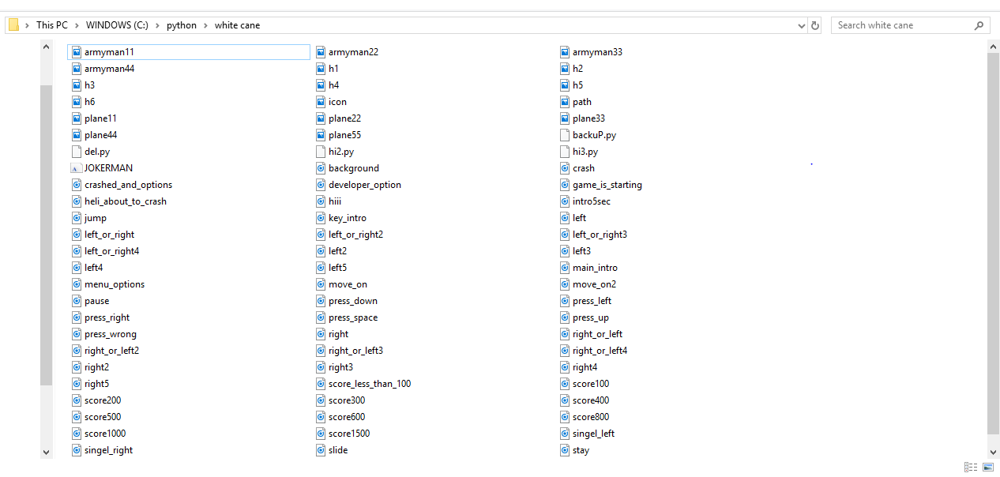 This PC > WINDOWS (C:) > python > white cane Search white cane
armyman11 armyman22 armyman33
armyman44 h1 h2
h3 h4 h5
h6 icon path
plane11 plane22 plane33
plane44 plane55 backuP.py
del.py hi2.py hi3.py
JOKERMAN background crash
crashed_and_options developer_option game_is_starting
heli_about_to_crash hiii intro5sec
jump key_intro left
left_or_right left_or_right2 left_or_right3
left_or_right4 left2 left3
left4 left5 main_intro
menu_options move_on move_on2
pause press_down press_left
press_right press_space press_up
press_wrong right right_or_left
right_or_left2 right_or_left3 right_or_left4
right2 right3 right4
right5 score_less_than_100 score100
score200 score300 score400
score500 score600 score800
score1000 score1500 singel_left
singel_right slide stay